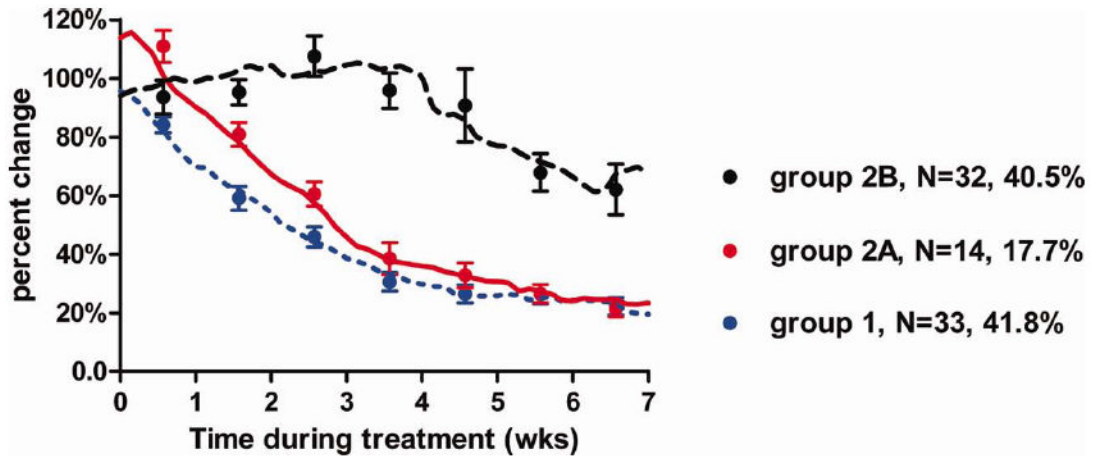 120%
100%
80%
60%
40%
20%
0.0
percent change
0 1 2 3 4 5 6 7
Time during treatment (wks)
group 2B, N=32, 40.5%
group 2A, N=14, 17.7%
group 1, N=33, 41.8%